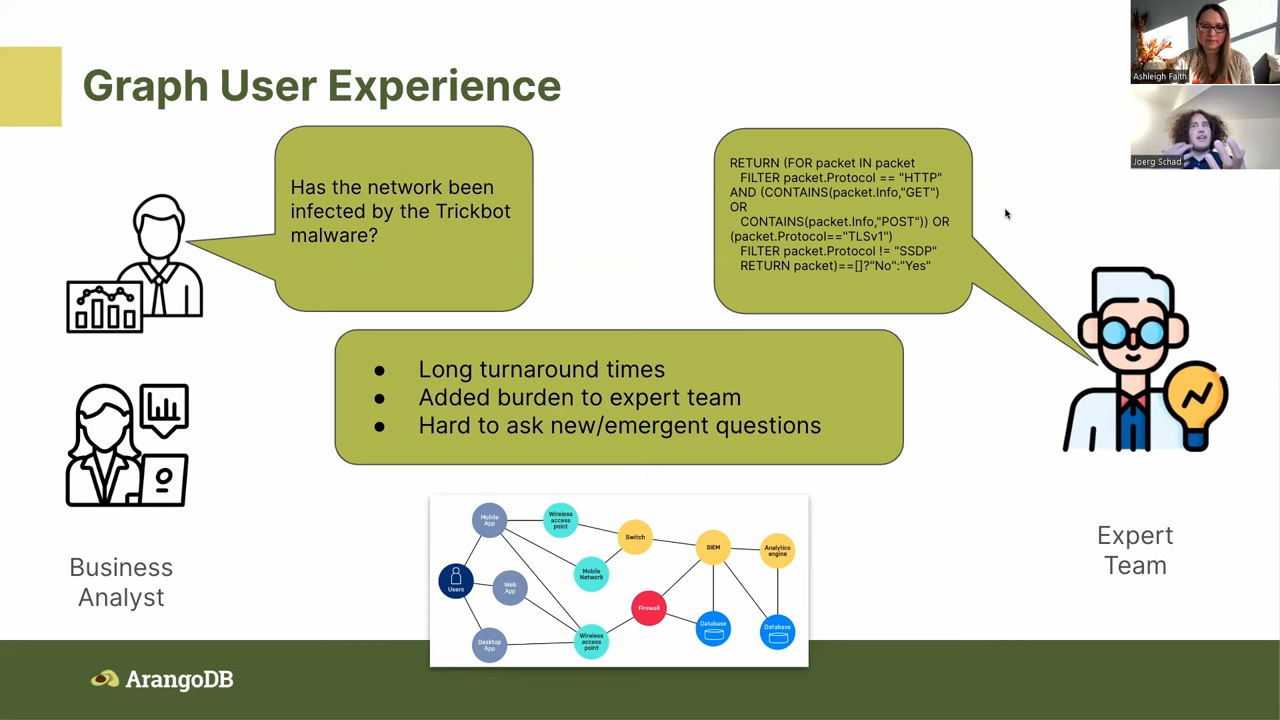 Graph User Experience
Ashleigh Faith
Joerg Schad
Has the network been
infected by the Trickbot
malware?
RETURN (FOR packet IN packet
FILTER packet.Protocol == "HTTP"
AND (CONTAINS(packet.Info,"GET")
OR
CONTAINS(packet.Info,"POST")) OR
(packet.Protocol=="TLSv1")
FILTER packet.Protocol != "SSDP"
RETURN packet)==[]?"No":"Yes"
● Long turnaround times
● Added burden to expert team
● Hard to ask new/emergent questions
Business
Analyst
Expert
Team
Mobile
App
Wireless
access
point
Switch
SIEM
Analytics
engine
Users
Web
App
Mobile
Network
Firewall
Database
Database
Desktop
App
Wireless
access
point
ArangoDB